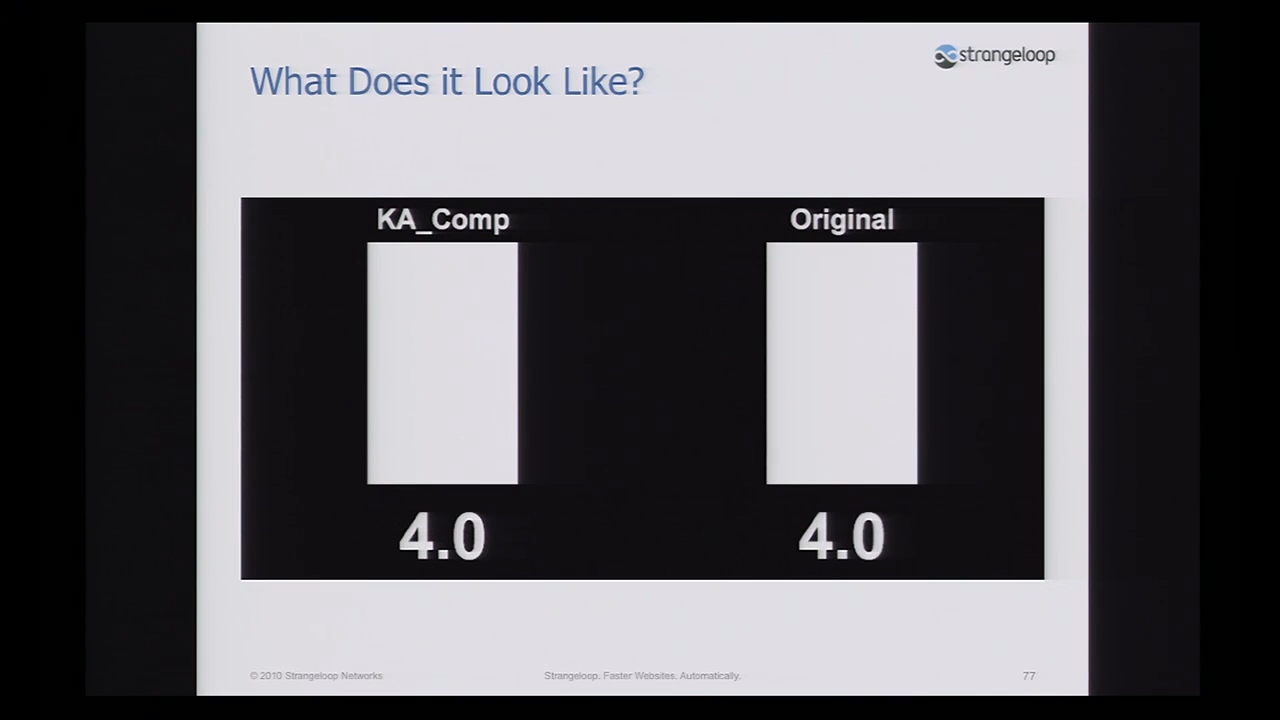 strangeloop
What Does it Look Like?
KA_Comp
Original
4.0
4.0
© 2010 Strangeloop Networks
Strangeloop. Faster Websites. Automatically.
77